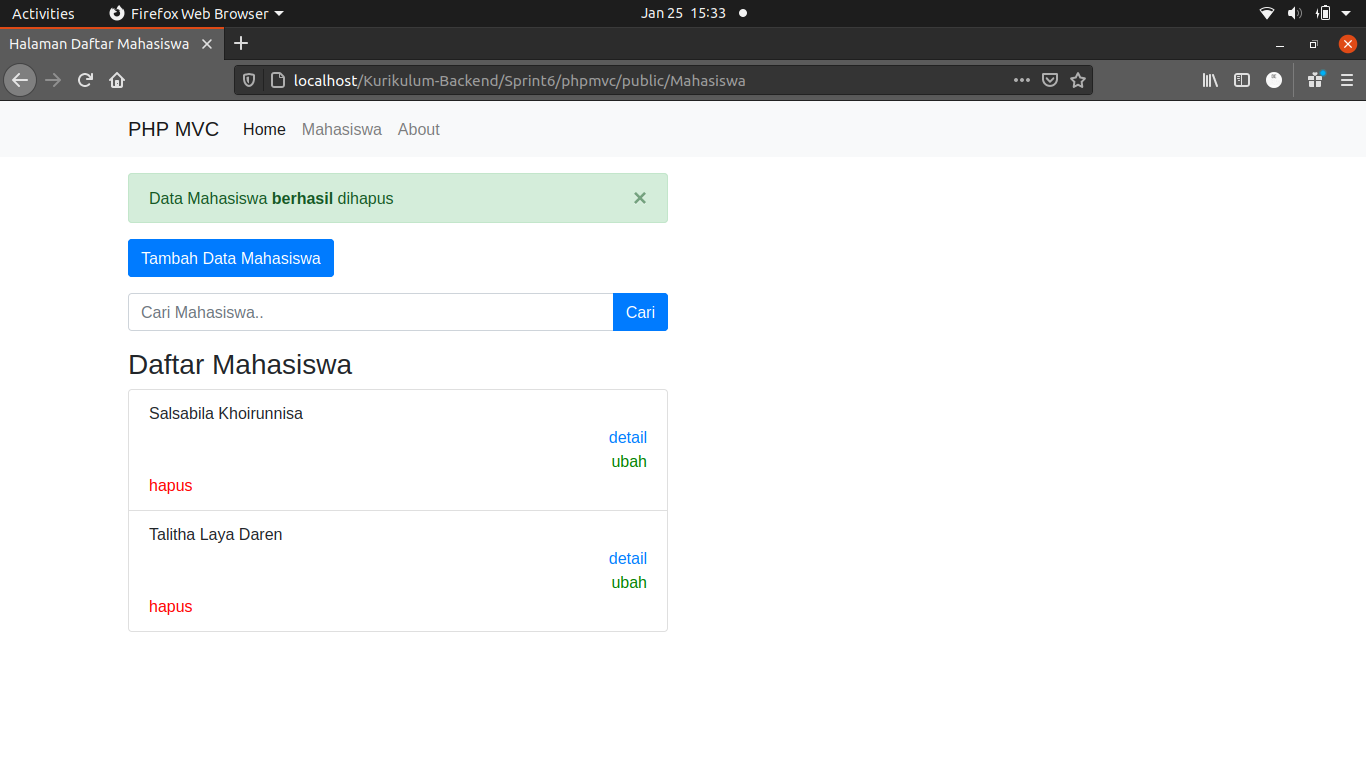 Activities Firefox Web Browser Jan 25 15:33
Halaman Daftar Mahasiswa
localhost/Kurikulum-Backend/Sprint6/phpmvc/public/Mahasiswa
PHP MVC Home Mahasiswa About
Data Mahasiswa berhasil dihapus ×
Tambah Data Mahasiswa
Cari Mahasiswa.. Cari
Daftar Mahasiswa
Salsabila Khoirunnisa
detail
ubah
hapus
Talitha Laya Daren
detail
ubah
hapus